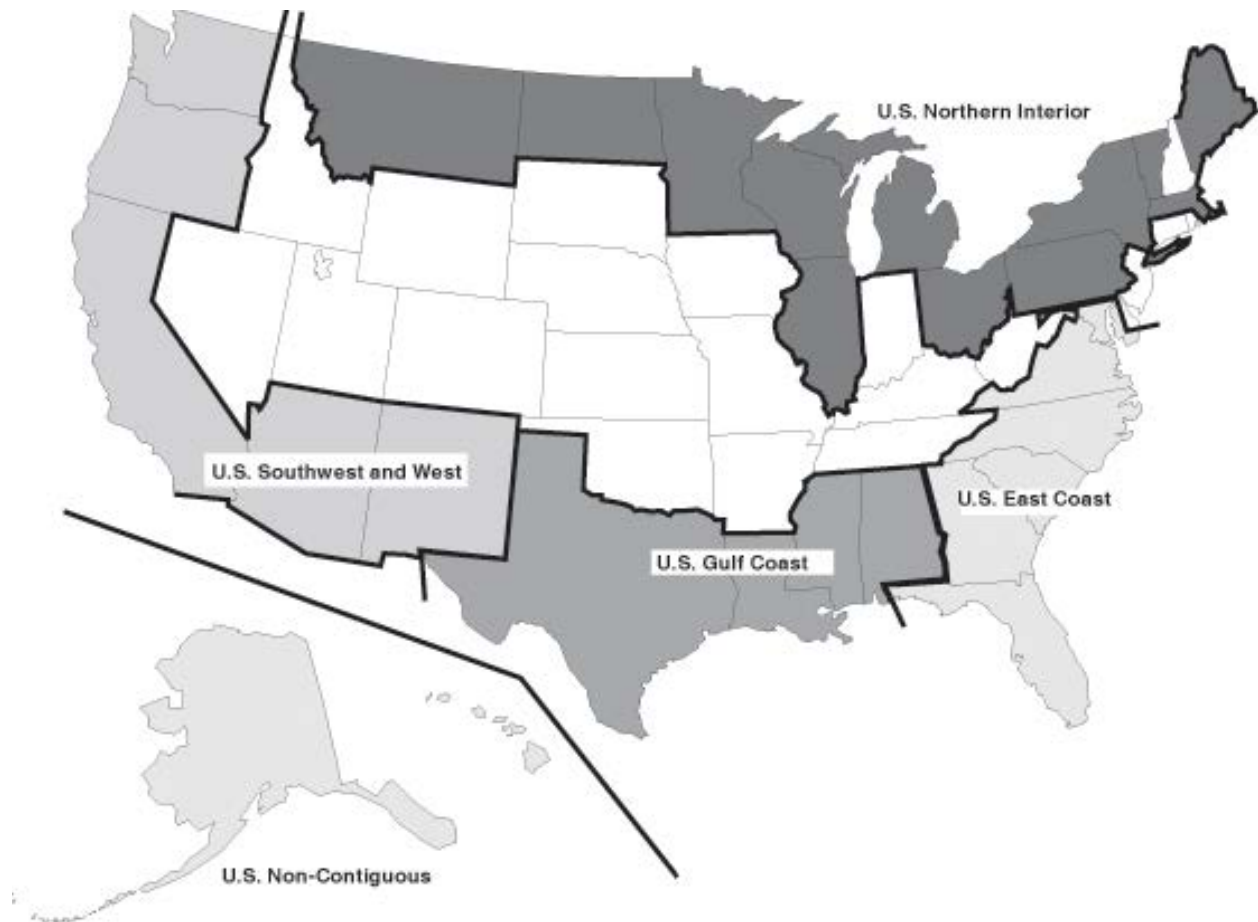 U.S. Northern Interior
U.S. Southwest and West
U.S. East Coast
U.S. Gulf Coast
U.S. Non-Contiguous